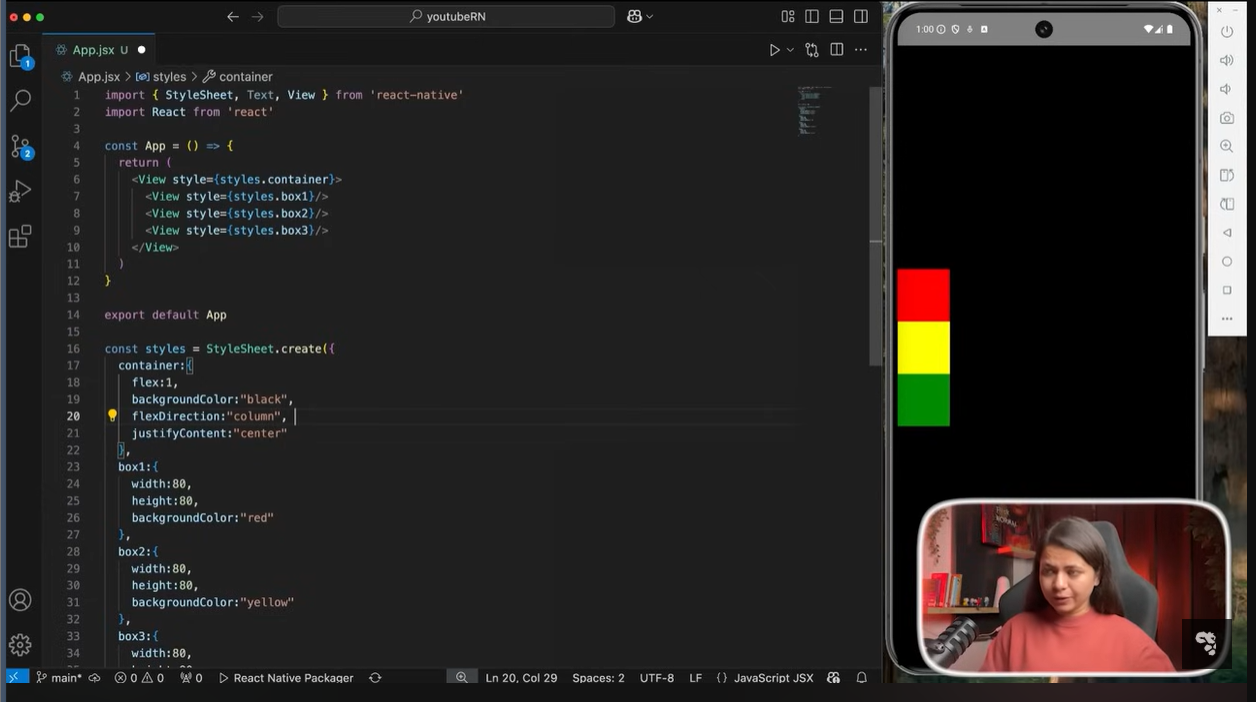 youtubeRN
App.jsx U
App.jsx > styles > container
1 import { StyleSheet, Text, View } from 'react-native'
2 import React from 'react'
3
4 const App = () => {
5 return (
6 <View style={styles.container}>
7 <View style={styles.box1}/>
8 <View style={styles.box2}/>
9 <View style={styles.box3}/>
10 </View>
11 )
12 }
13
14 export default App
15
16 const styles = StyleSheet.create({
17 container:{
18 flex:1,
19 backgroundColor:"black",
20 flexDirection:"column",
21 justifyContent:"center"
22 },
23 box1:{
24 width:80,
25 height:80,
26 backgroundColor:"red"
27 },
28 box2:{
29 width:80,
30 height:80,
31 backgroundColor:"yellow"
32 },
33 box3:{
34 width:80,
1
2
main* 0 0 0 React Native Packager Ln 20, Col 29 Spaces: 2 UTF-8 LF {} JavaScript JSX
1:00